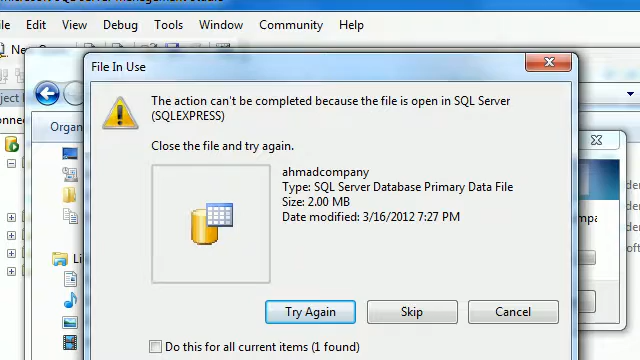 File Edit View Debug Tools Window Community Help
File In Use
The action can't be completed because the file is open in SQL Server
(SQLEXPRESS)
Close the file and try again.
ahmadcompany
Type: SQL Server Database Primary Data File
Size: 2.00 MB
Date modified: 3/16/2012 7:27 PM
Try Again Skip Cancel
Do this for all current items (1 found)
Organ
Li